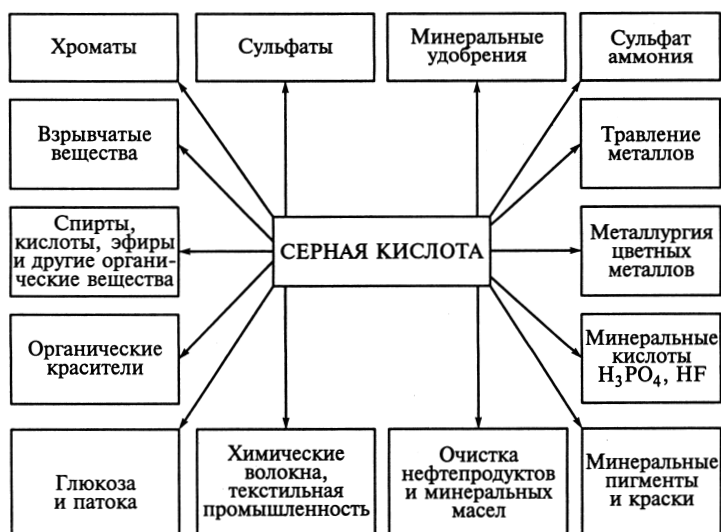 Хроматы
Сульфаты
Минеральные
удобрения
Сульфат
аммония
Взрывчатые
вещества
Травление
металлов
Спирты,
кислоты, эфиры
и другие органи-
ческие вещества
СЕРНАЯ КИСЛОТА
Металлургия
цветных
металлов
Органические
красители
Минеральные
кислоты
H₃PO₄, HF
Глюкоза
и патока
Химические
волокна,
текстильная
промышленность
Очистка
нефтепродуктов
и минеральных
масел
Минеральные
пигменты
и краски